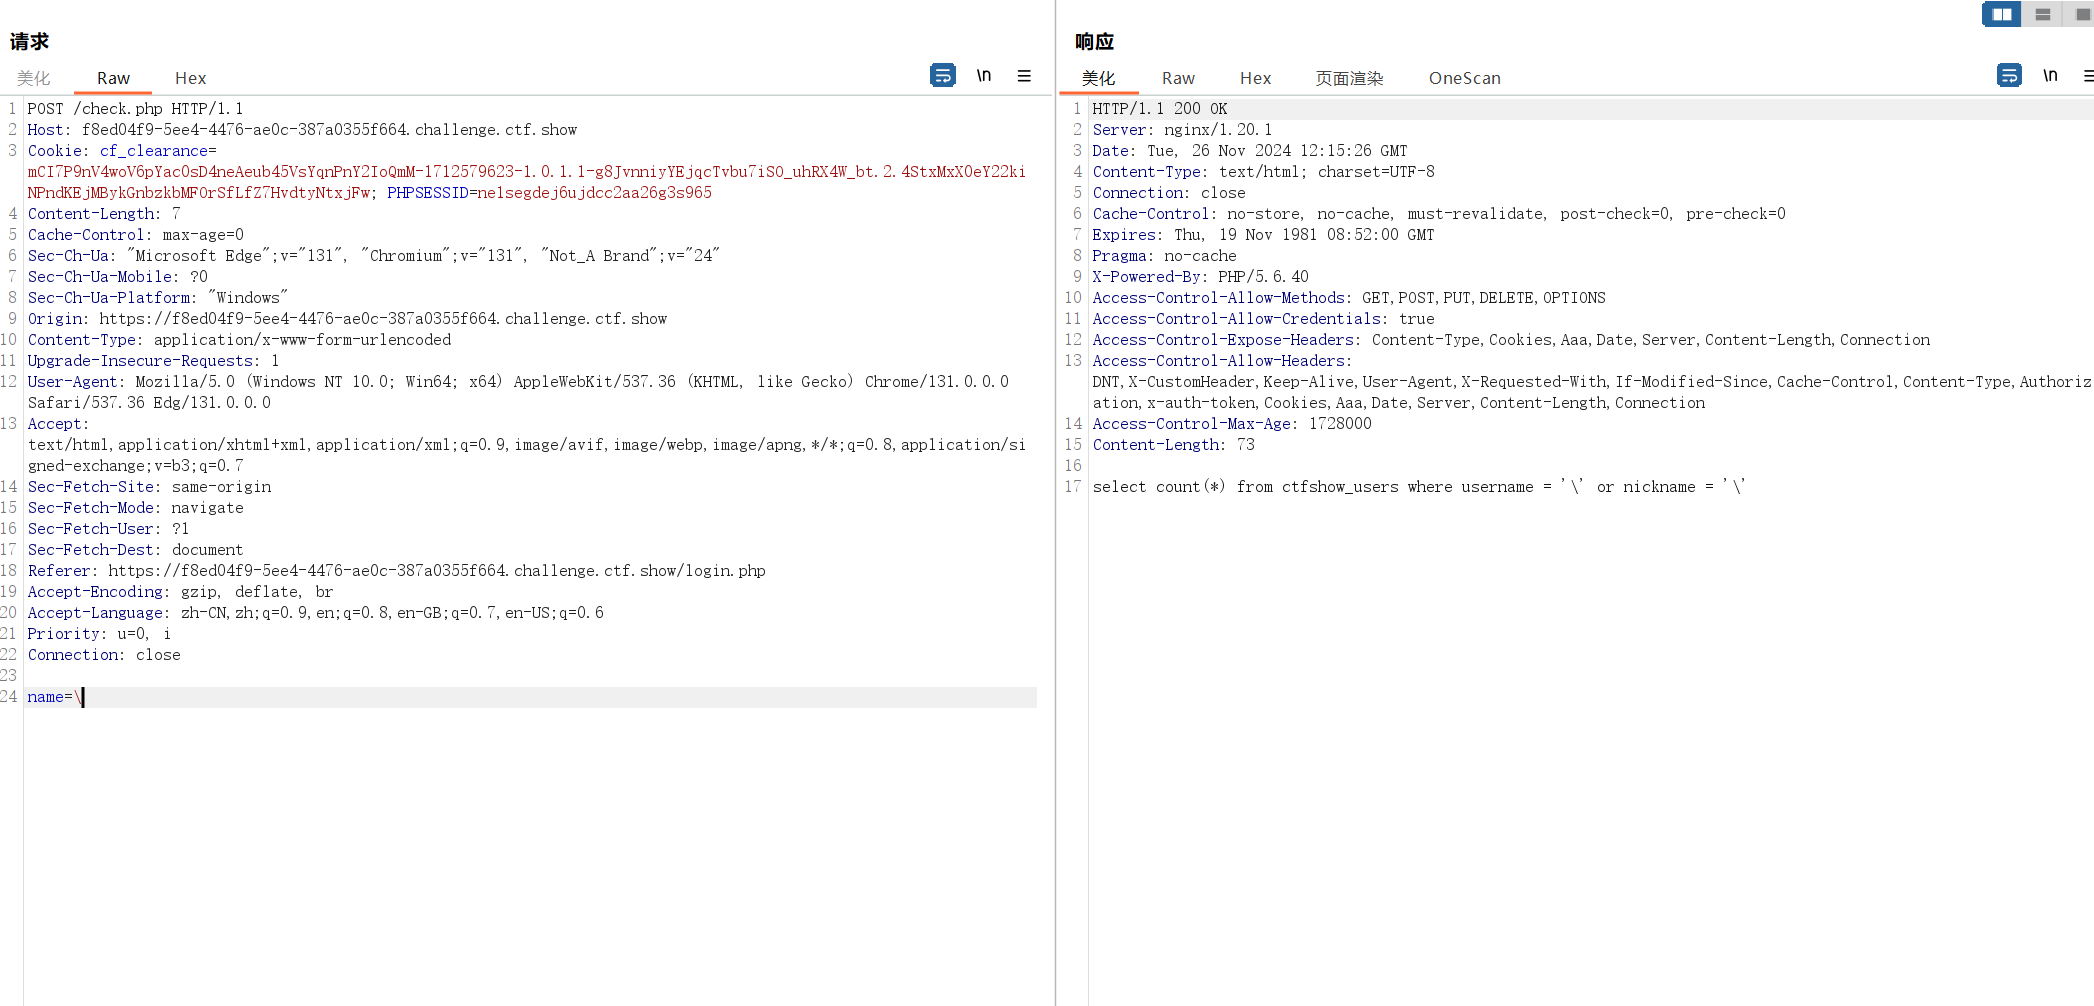 请求
美化 Raw Hex \n
1 POST /check.php HTTP/1.1
2 Host: f8ed04f9-5ee4-4476-ae0c-387a0355f664.challenge.ctf.show
3 Cookie: cf_clearance=
mCI7P9nV4woV6pYac0sD4neAeub45VsYqnPnY2IoQmM-1712579623-1.0.1.1-g8JvnniyYEjqcTvbu7iS0_uhRX4W_bt.2.4StxMxX0eY22ki
NPndKEjMBykGnbzkbMFOrSfLfZ7HvdtyNtxjFw; PHPSESSID=ne1segdej6ujdcc2aa26g3s965
4 Content-Length: 7
5 Cache-Control: max-age=0
6 Sec-Ch-Ua: "Microsoft Edge";v="131", "Chromium";v="131", "Not_A Brand";v="24"
7 Sec-Ch-Ua-Mobile: ?0
8 Sec-Ch-Ua-Platform: "Windows"
9 Origin: https://f8ed04f9-5ee4-4476-ae0c-387a0355f664.challenge.ctf.show
10 Content-Type: application/x-www-form-urlencoded
11 Upgrade-Insecure-Requests: 1
12 User-Agent: Mozilla/5.0 (Windows NT 10.0; Win64; x64) AppleWebKit/537.36 (KHTML, like Gecko) Chrome/131.0.0.0
Safari/537.36 Edg/131.0.0.0
13 Accept:
text/html,application/xhtml+xml,application/xml;q=0.9,image/avif,image/webp,image/apng,*/*;q=0.8,application/si
gned-exchange;v=b3;q=0.7
14 Sec-Fetch-Site: same-origin
15 Sec-Fetch-Mode: navigate
16 Sec-Fetch-User: ?1
17 Sec-Fetch-Dest: document
18 Referer: https://f8ed04f9-5ee4-4476-ae0c-387a0355f664.challenge.ctf.show/login.php
19 Accept-Encoding: gzip, deflate, br
20 Accept-Language: zh-CN,zh;q=0.9,en;q=0.8,en-GB;q=0.7,en-US;q=0.6
21 Priority: u=0, i
22 Connection: close
23
24 name=\
响应
美化 Raw Hex 页面渲染 OneScan \n
1 HTTP/1.1 200 OK
2 Server: nginx/1.20.1
3 Date: Tue, 26 Nov 2024 12:15:26 GMT
4 Content-Type: text/html; charset=UTF-8
5 Connection: close
6 Cache-Control: no-store, no-cache, must-revalidate, post-check=0, pre-check=0
7 Expires: Thu, 19 Nov 1981 08:52:00 GMT
8 Pragma: no-cache
9 X-Powered-By: PHP/5.6.40
10 Access-Control-Allow-Methods: GET,POST,PUT,DELETE,OPTIONS
11 Access-Control-Allow-Credentials: true
12 Access-Control-Expose-Headers: Content-Type,Cookies,Aaa,Date,Server,Content-Length,Connection
13 Access-Control-Allow-Headers:
DNT,X-CustomHeader,Keep-Alive,User-Agent,X-Requested-With,If-Modified-Since,Cache-Control,Content-Type,Authoriz
ation,x-auth-token,Cookies,Aaa,Date,Server,Content-Length,Connection
14 Access-Control-Max-Age: 1728000
15 Content-Length: 73
16
17 select count(*) from ctfshow_users where username = '\' or nickname = '\'